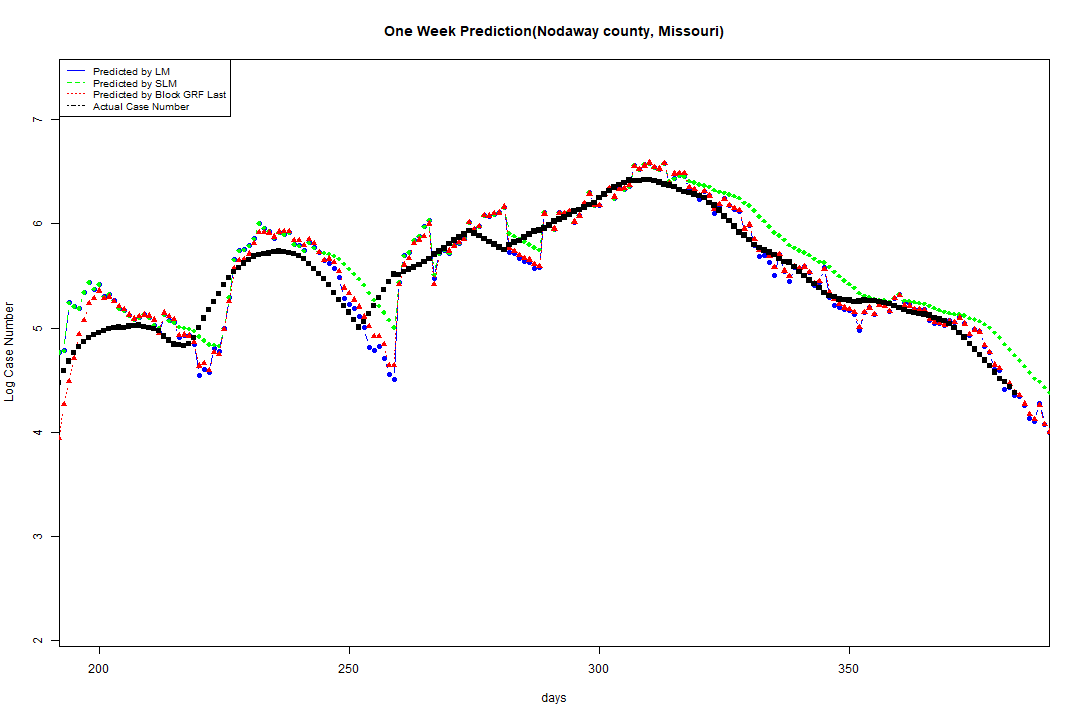 One Week Prediction(Nodaway county, Missouri)
Predicted by LM
Predicted by SLM
Predicted by Block GRF Last
Actual Case Number
7
6
5
4
3
2
Log Case Number
200 250 300 350
days